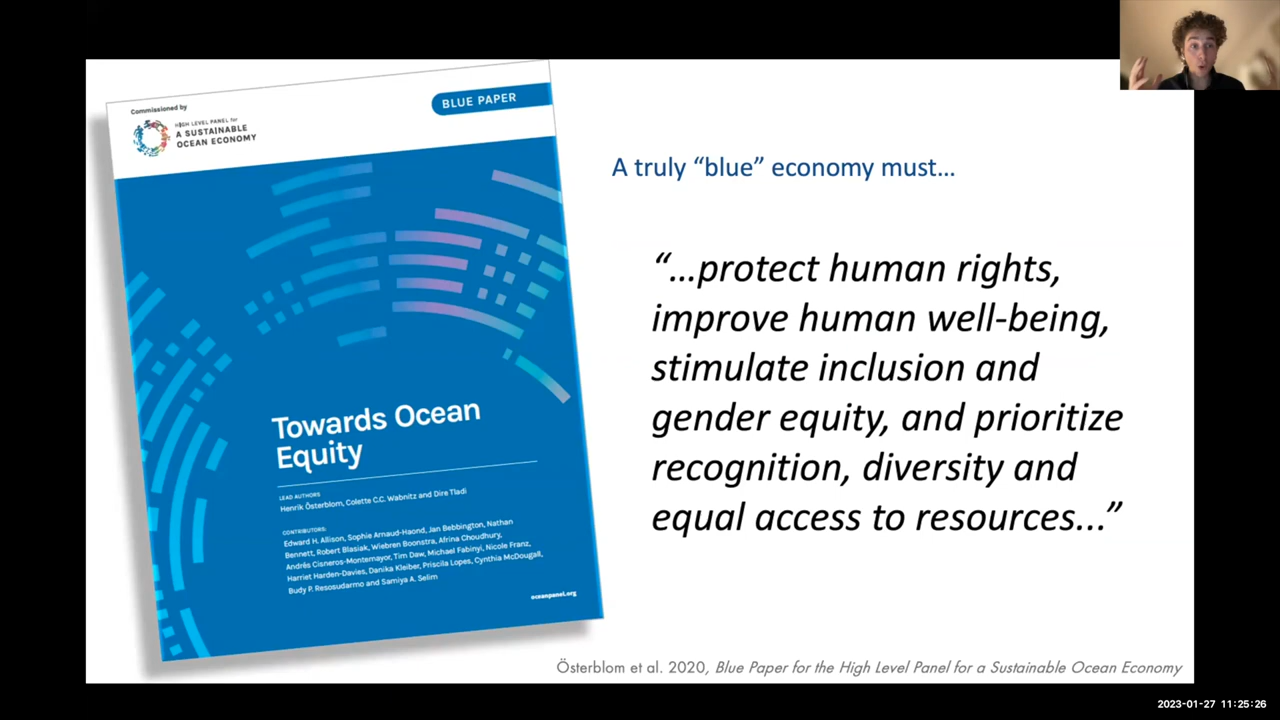 Commissioned by
HIGH LEVEL PANEL for
A SUSTAINABLE
OCEAN ECONOMY
BLUE PAPER
Towards Ocean
Equity
LEAD AUTHORS
Henrik Österblom, Colette C.C. Wabnitz and Dire Tladi
CONTRIBUTORS:
Edward H. Allison, Sophie Arnaud-Haond, Jan Bebbington, Nathan
Bennett, Robert Blasiak, Wiebren Boonstra, Afrina Choudhury,
Andrés Cisneros-Montemayor, Tim Daw, Michael Fabinyi, Nicole Franz,
Harriet Harden-Davies, Danika Kleiber, Priscila Lopes, Cynthia McDougall,
Budy P. Resosudarmo and Samiya A. Selim
oceanpanel.org
A truly “blue” economy must…
“…protect human rights,
improve human well-being,
stimulate inclusion and
gender equity, and prioritize
recognition, diversity and
equal access to resources...”
Österblom et al. 2020, Blue Paper for the High Level Panel for a Sustainable Ocean Economy
2023-01-27 11:25:26